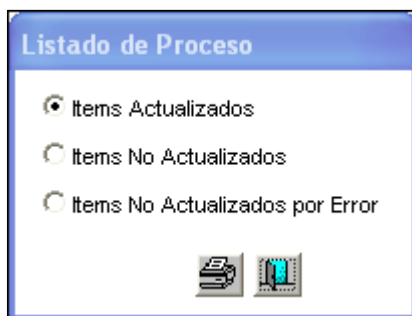 Listado de Proceso
Items Actualizados
Items No Actualizados
Items No Actualizados por Error